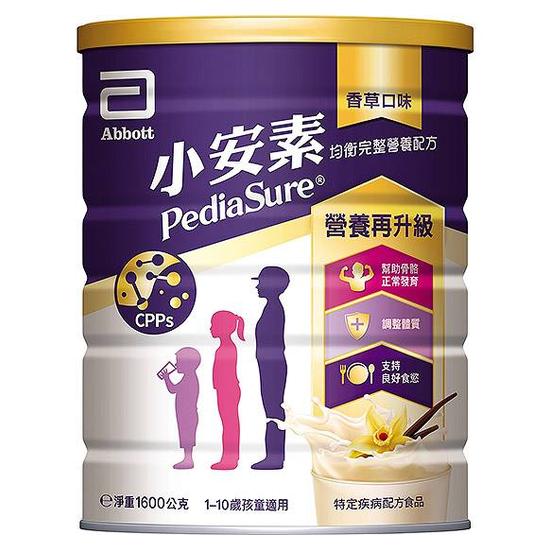 Abbott
香草口味
小安素
均衡完整營養配方
PediaSure®
營養再升級
幫助骨骼
正常發育
調整體質
支持
良好食慾
CPPs
℮淨重1600公克
1–10歲孩童適用
特定疾病配方食品